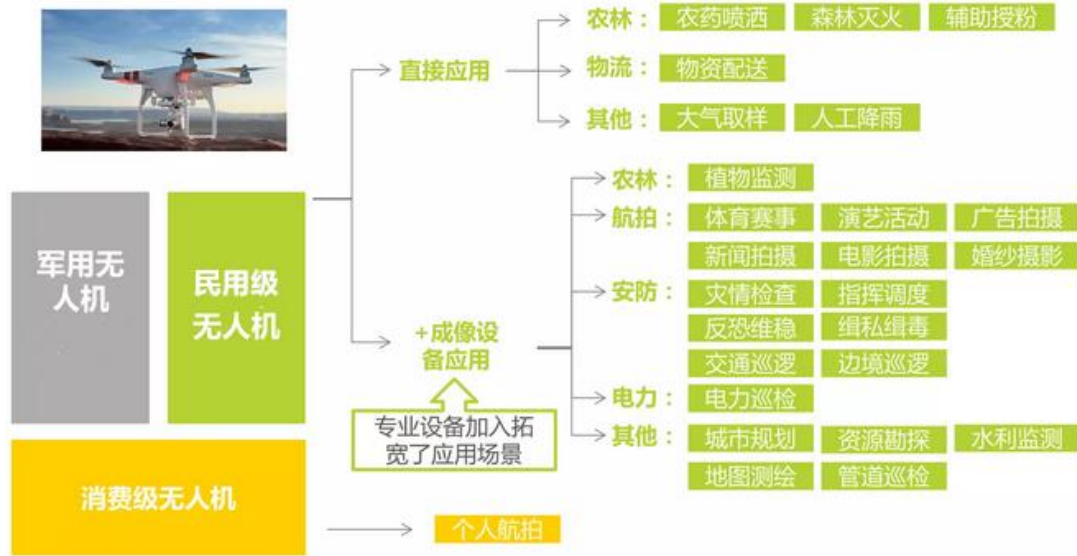 农林： 农药喷洒 森林灭火 辅助授粉
直接应用
物流： 物资配送
其他： 大气取样 人工降雨
军用无
人机
民用级
无人机
农林： 植物监测
航拍： 体育赛事 演艺活动 广告拍摄
新闻拍摄 电影拍摄 婚纱摄影
安防： 灾情检查 指挥调度
反恐维稳 缉私缉毒
交通巡逻 边境巡逻
+成像设
备应用
电力： 电力巡检
其他： 城市规划 资源勘探 水利监测
地图测绘 管道巡检
专业设备加入拓
宽了应用场景
消费级无人机
个人航拍